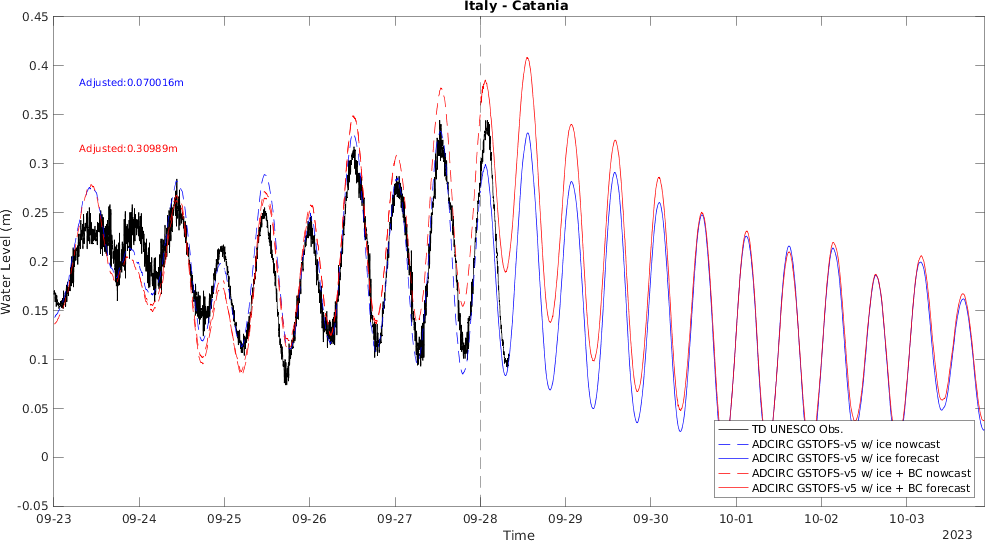 Italy - Catania
Water Level (m)
0.45
0.4
0.35
0.3
0.25
0.2
0.15
0.1
0.05
0
-0.05
Adjusted:0.070016m
Adjusted:0.30989m
TD UNESCO Obs.
ADCIRC GSTOFS-v5 w/ ice nowcast
ADCIRC GSTOFS-v5 w/ ice forecast
ADCIRC GSTOFS-v5 w/ ice + BC nowcast
ADCIRC GSTOFS-v5 w/ ice + BC forecast
09-23 09-24 09-25 09-26 09-27 09-28 09-29 09-30 10-01 10-02 10-03
Time
2023